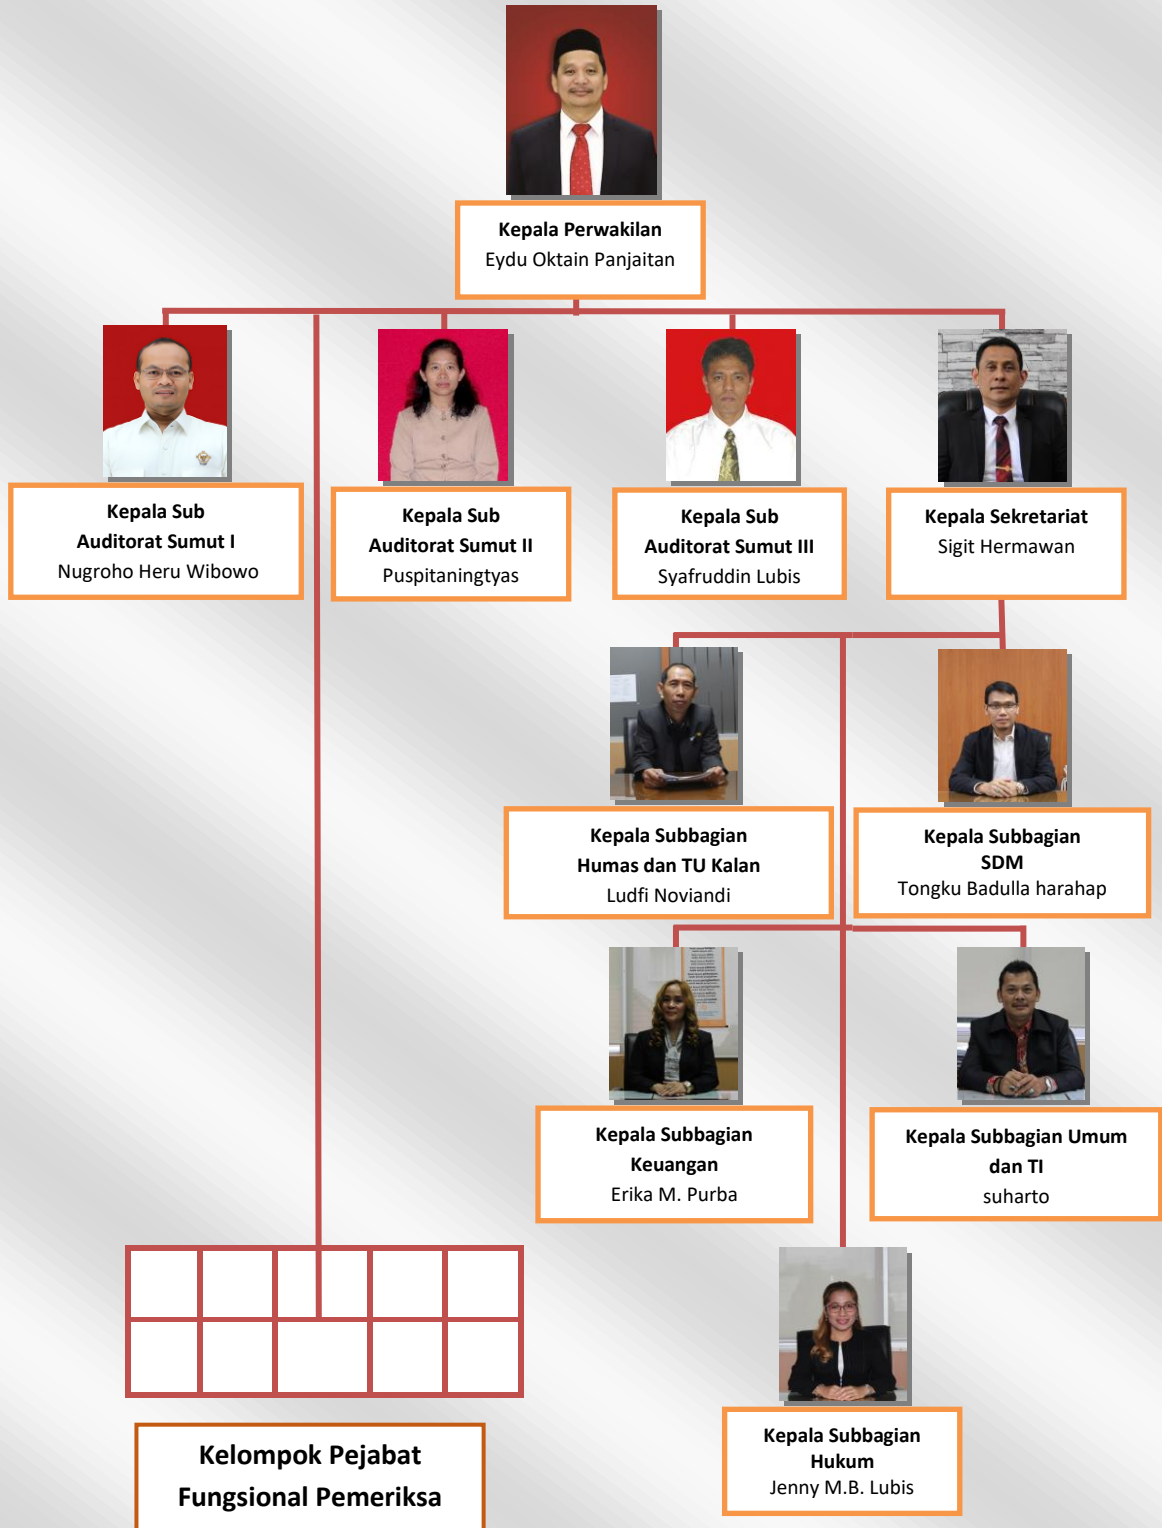 Kepala Perwakilan
Eydu Oktain Panjaitan
Kepala Sub
Auditorat Sumut I
Nugroho Heru Wibowo
Kepala Sub
Auditorat Sumut II
Puspitaningtyas
Kepala Sub
Auditorat Sumut III
Syafruddin Lubis
Kepala Sekretariat
Sigit Hermawan
Kepala Subbagian
Humas dan TU Kalan
Ludfi Noviandi
Kepala Subbagian
SDM
Tongku Badulla harahap
Kepala Subbagian
Keuangan
Erika M. Purba
Kepala Subbagian Umum
dan TI
suharto
Kepala Subbagian
Hukum
Jenny M.B. Lubis
Kelompok Pejabat
Fungsional Pemeriksa